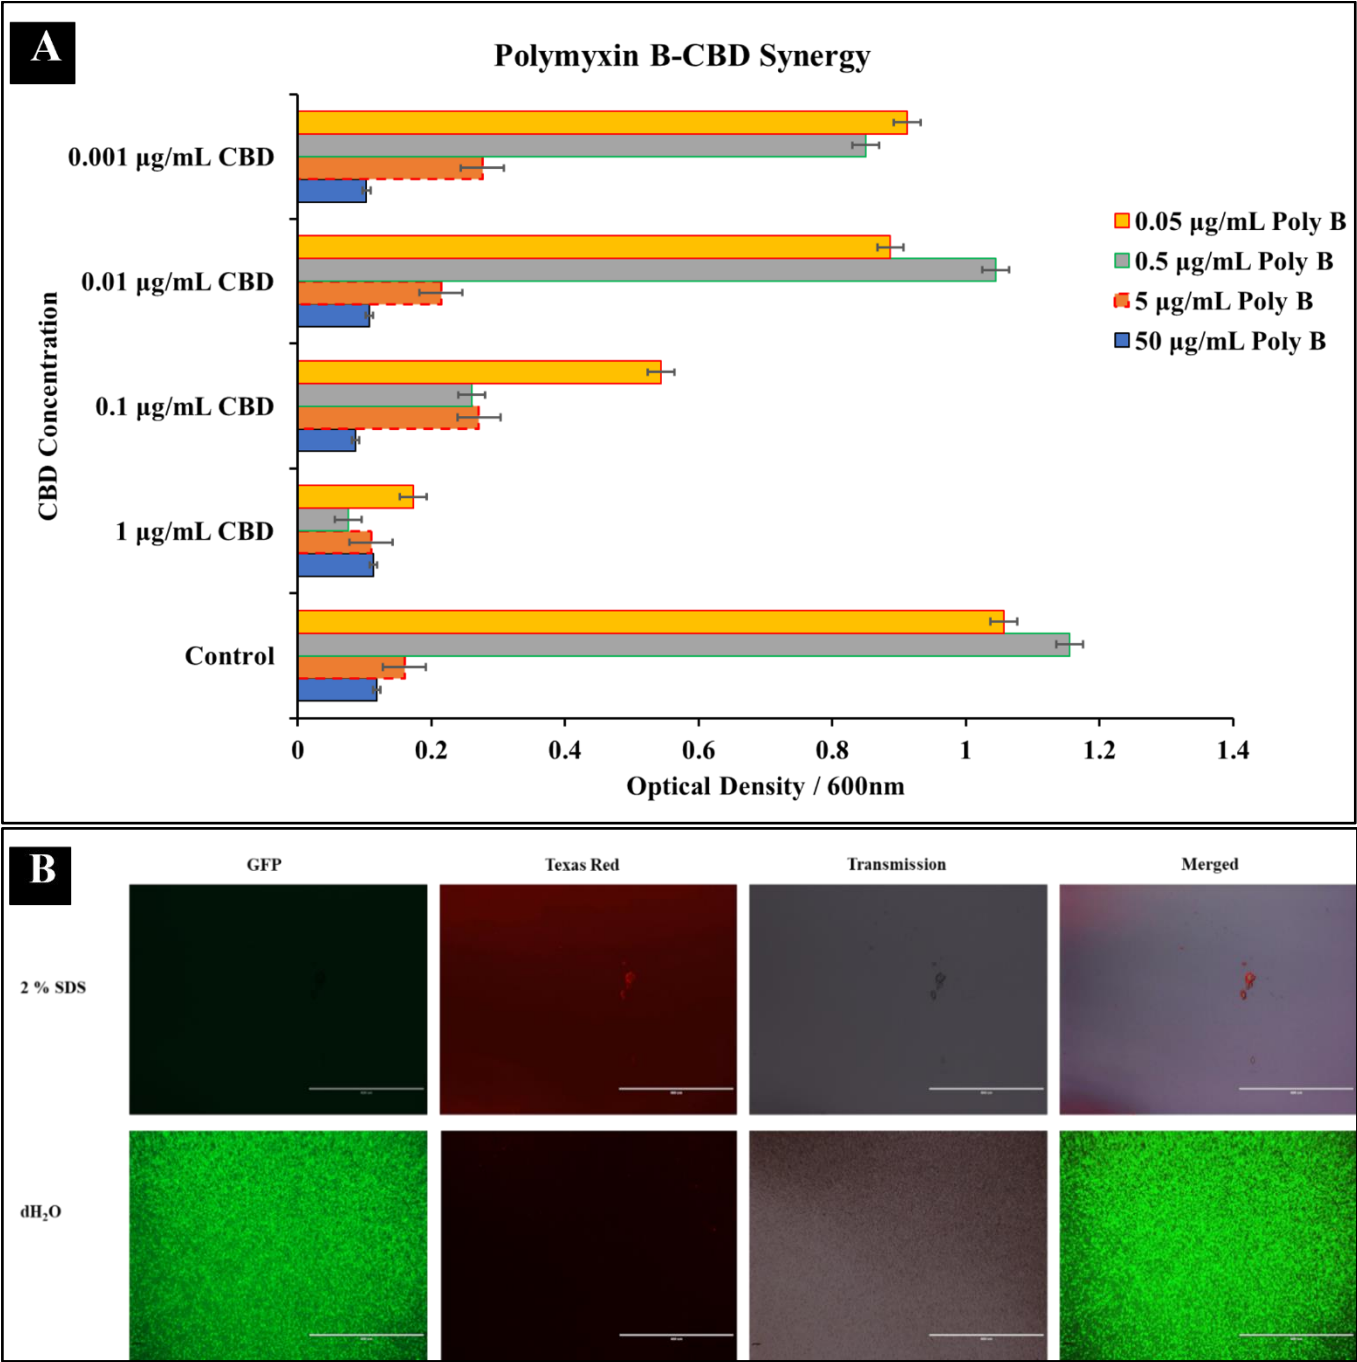 A
Polymyxin B-CBD Synergy
0.001 µg/mL CBD
0.01 µg/mL CBD
0.1 µg/mL CBD
1 µg/mL CBD
Control
CBD Concentration
0.05 µg/mL Poly B
0.5 µg/mL Poly B
5 µg/mL Poly B
50 µg/mL Poly B
0 0.2 0.4 0.6 0.8 1 1.2 1.4
Optical Density / 600nm
B
GFP Texas Red Transmission Merged
2 % SDS
dH₂O